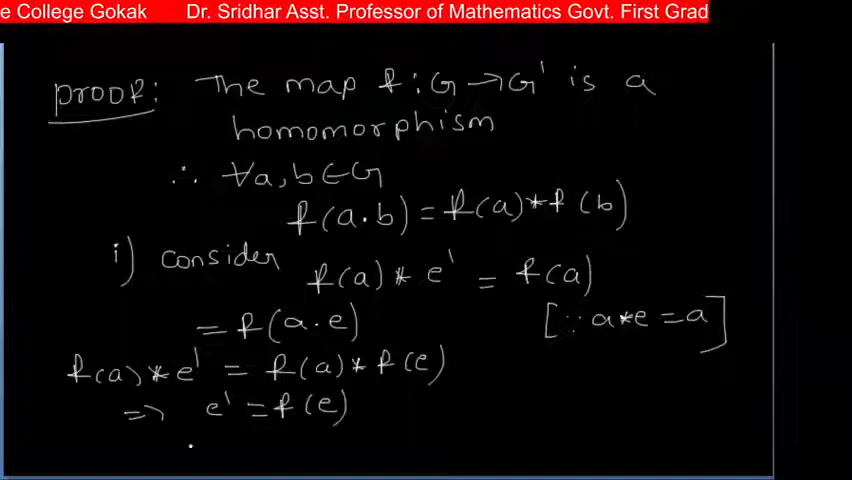 e College Gokak Dr. Sridhar Asst. Professor of Mathematics Govt. First Grad
proof: The map f : G → G' is a
homomorphism
∴ ∀a, b ∈ G
f(a·b) = f(a) * f(b)
i) consider f(a) * e' = f(a)
= f(a·e) [∵ a*e = a]
f(a) * e' = f(a) * f(e)
=> e' = f(e)